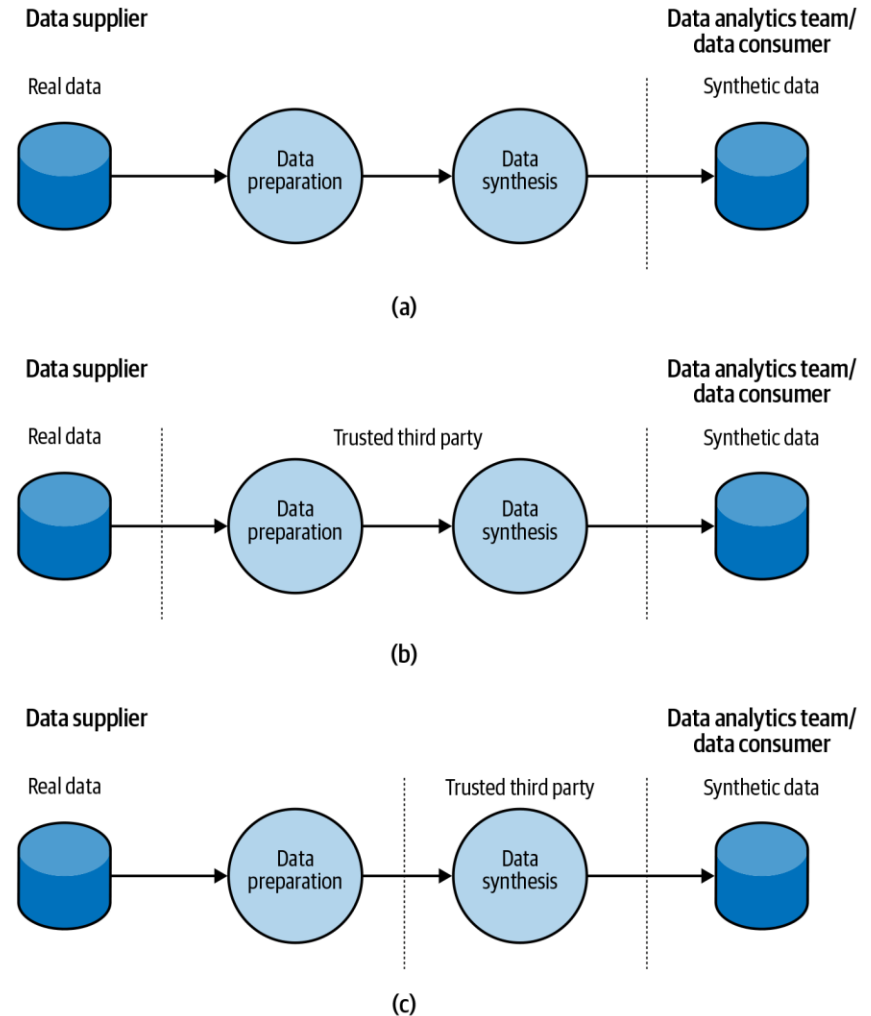 Data supplier
Data analytics team/
data consumer
Real data
Synthetic data
Data
preparation
Data
synthesis
(a)
Data supplier
Data analytics team/
data consumer
Real data
Trusted third party
Synthetic data
Data
preparation
Data
synthesis
(b)
Data supplier
Data analytics team/
data consumer
Real data
Trusted third party
Synthetic data
Data
preparation
Data
synthesis
(c)